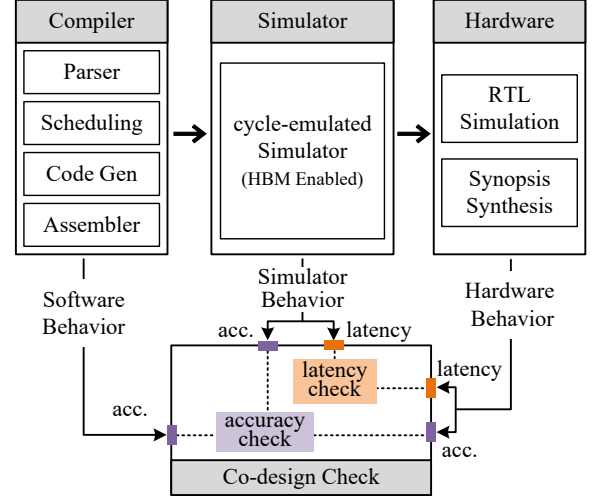 Compiler
Parser
Scheduling
Code Gen
Assembler
Simulator
cycle-emulated
Simulator
(HBM Enabled)
Hardware
RTL
Simulation
Synopsis
Synthesis
Software
Behavior
Simulator
Behavior
Hardware
Behavior
acc.
latency
latency
check
latency
acc.
accuracy
check
acc.
Co-design Check